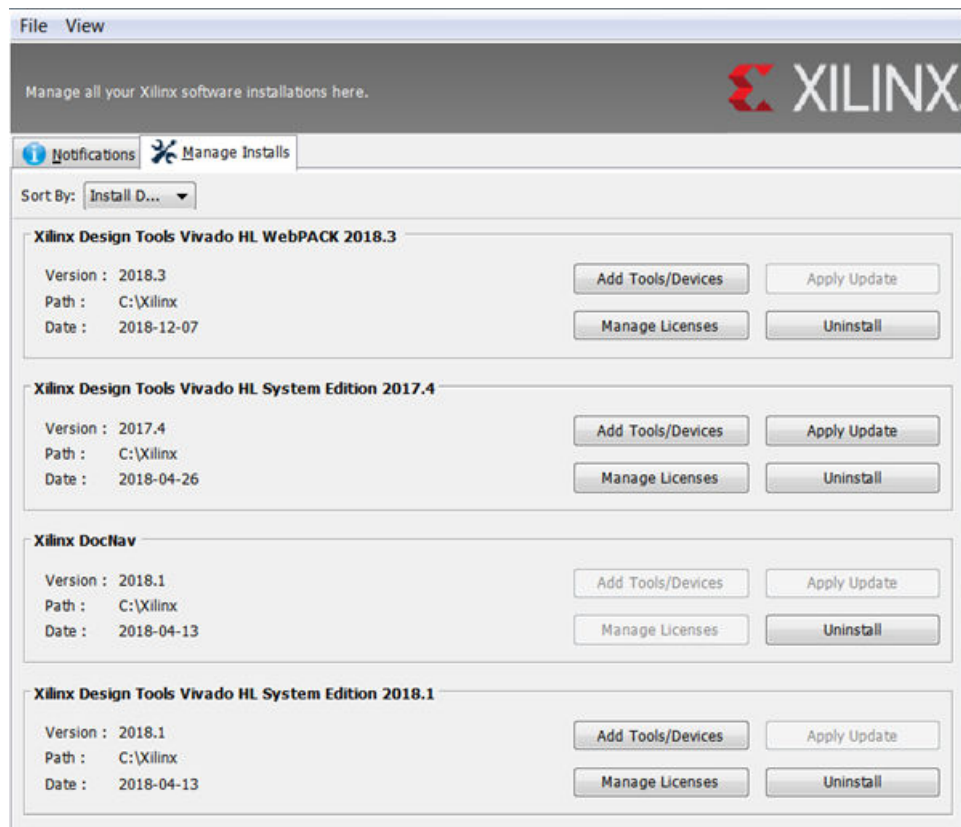 File View
Manage all your Xilinx software installations here.
XILINX
Notifications Manage Installs
Sort By: Install D...
Xilinx Design Tools Vivado HL WebPACK 2018.3
Version : 2018.3 Add Tools/Devices Apply Update
Path : C:\Xilinx
Date : 2018-12-07 Manage Licenses Uninstall
Xilinx Design Tools Vivado HL System Edition 2017.4
Version : 2017.4 Add Tools/Devices Apply Update
Path : C:\Xilinx
Date : 2018-04-26 Manage Licenses Uninstall
Xilinx DocNav
Version : 2018.1 Add Tools/Devices Apply Update
Path : C:\Xilinx
Date : 2018-04-13 Manage Licenses Uninstall
Xilinx Design Tools Vivado HL System Edition 2018.1
Version : 2018.1 Add Tools/Devices Apply Update
Path : C:\Xilinx
Date : 2018-04-13 Manage Licenses Uninstall